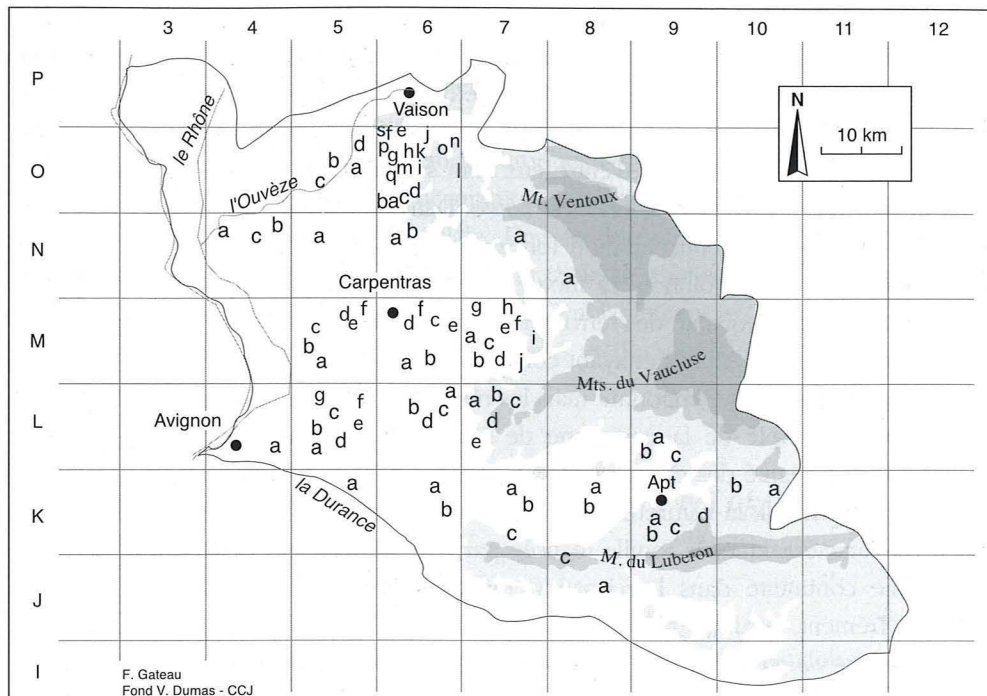 3 4 5 6 7 8 9 10 11 12
P
Vaison
N
10 km
le Rhône
s f e j
d p g h k o n
O
b a q m i l
c b a c d
l'Ouvèze
Mt. Ventoux
N
a c b a a b a
a
Carpentras
d f f g h
c e d c e a c e f i
M
b a a b b d j
Mts. du Vaucluse
g f a a b c
L
b c e b d c d
Avignon
a a d e
a b c
Apt
la Durance
a a a a b a
K
b b b a c d
c b
c M. du Luberon
J
a
I
F. Gateau
Fond V. Dumas - CCJ